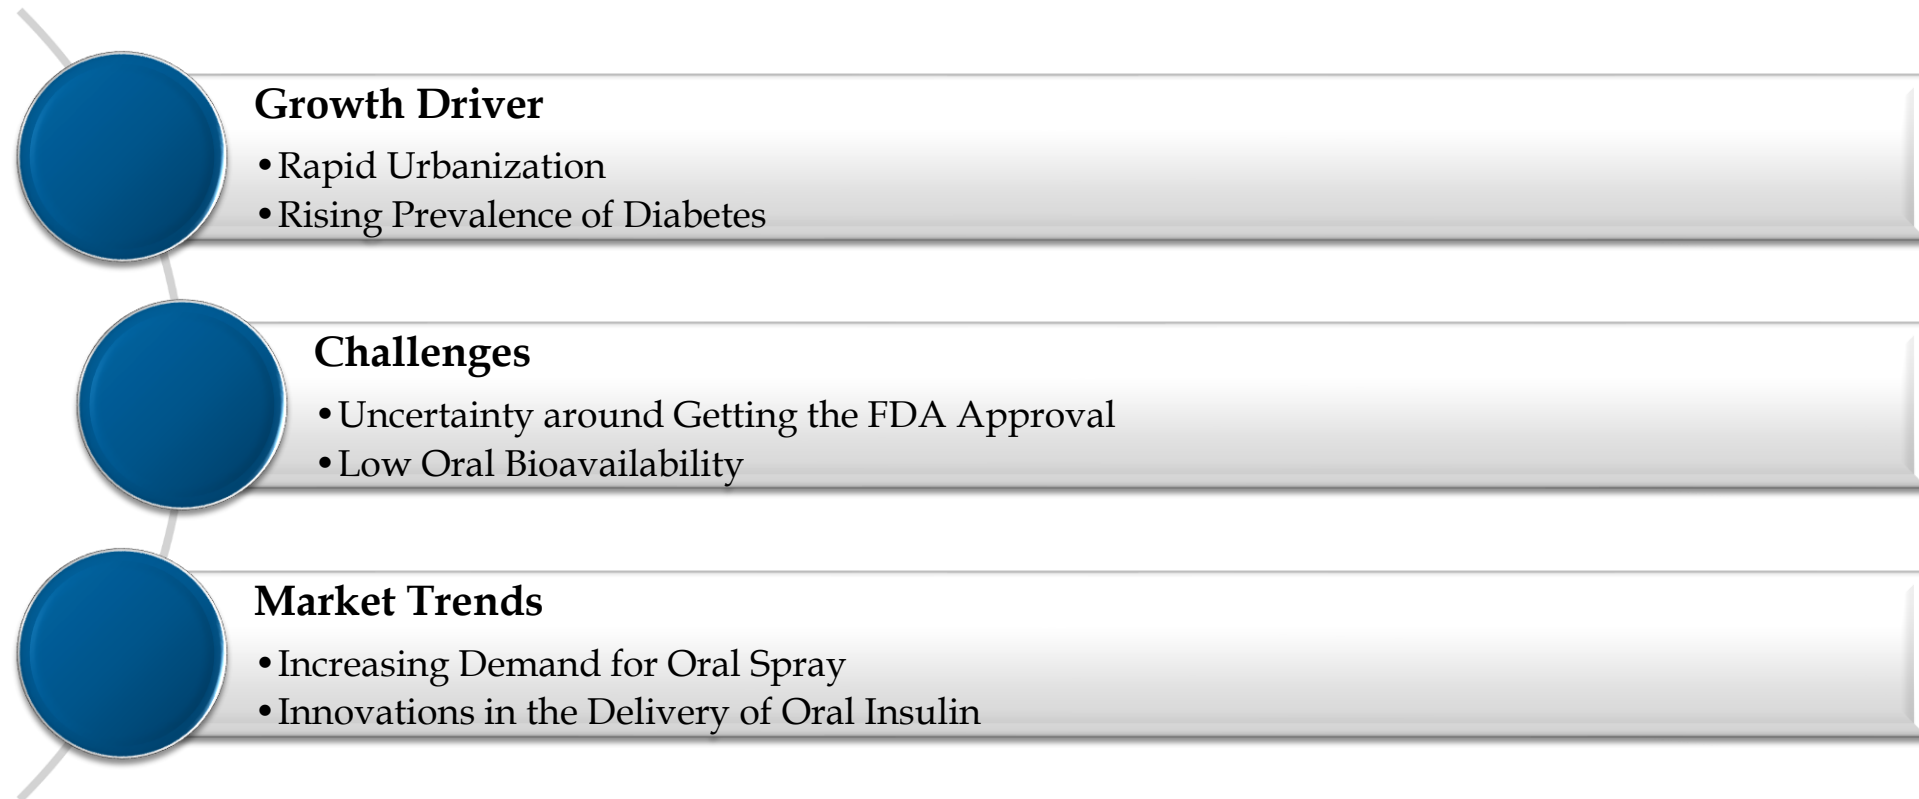 Growth Driver
•Rapid Urbanization
•Rising Prevalence of Diabetes
Challenges
•Uncertainty around Getting the FDA Approval
•Low Oral Bioavailability
Market Trends
•Increasing Demand for Oral Spray
•Innovations in the Delivery of Oral Insulin